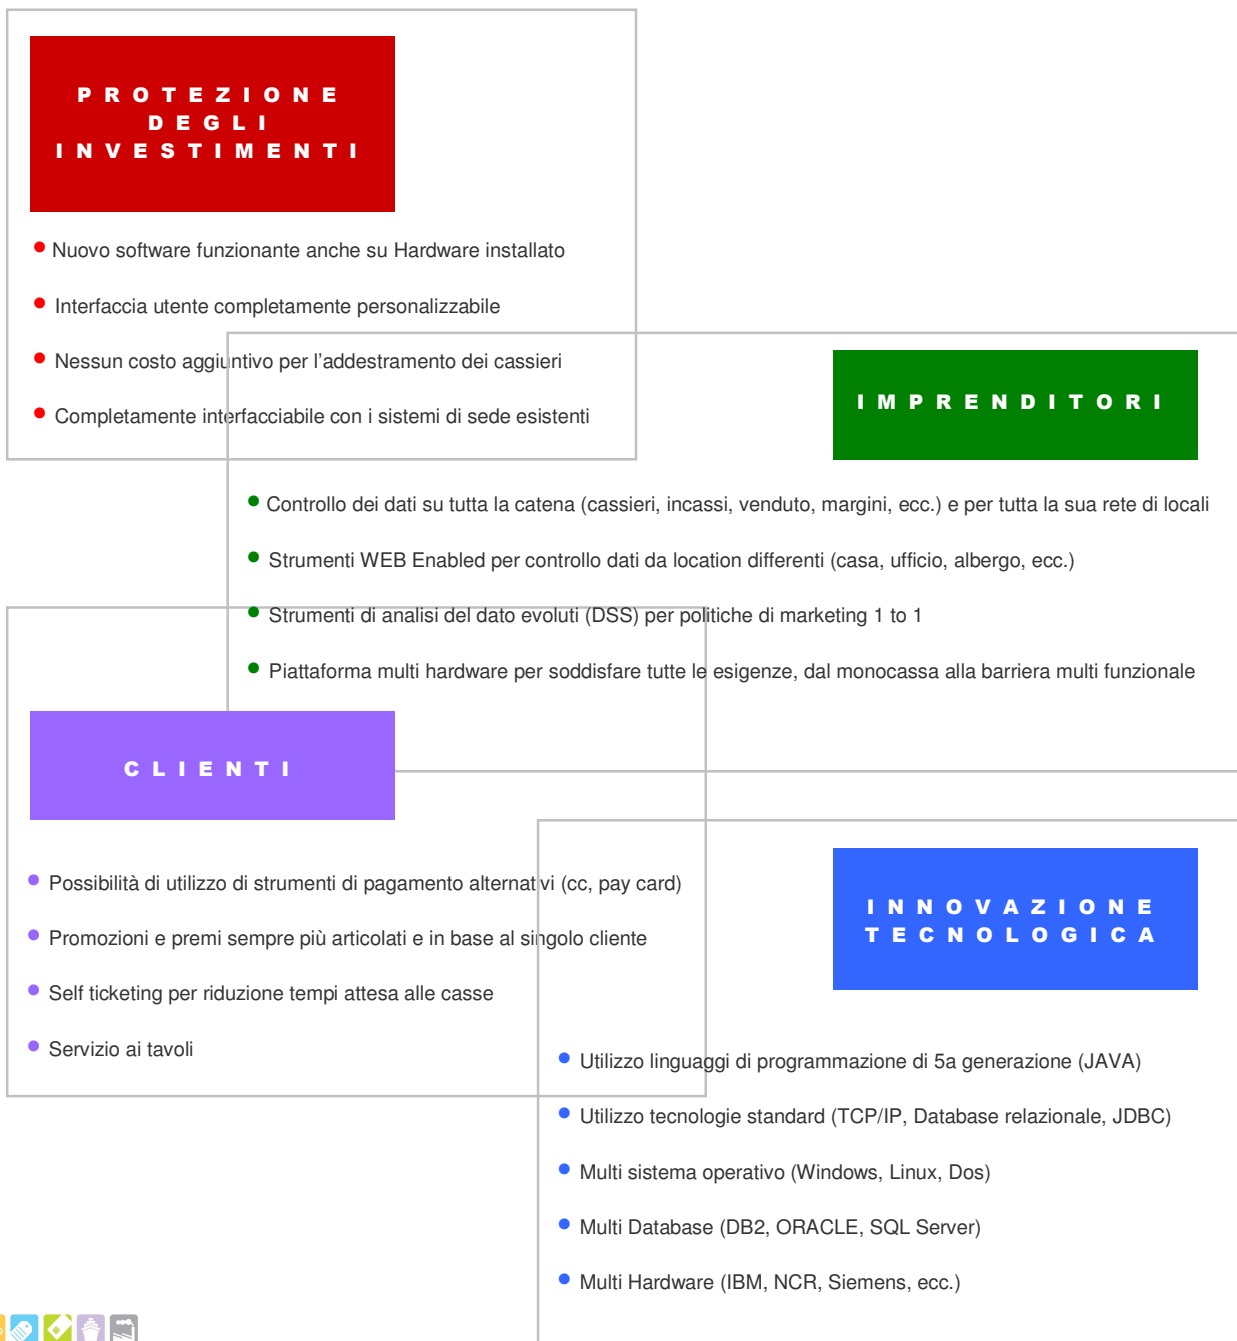 PROTEZIONE
DEGLI
INVESTIMENTI
• Nuovo software funzionante anche su Hardware installato
• Interfaccia utente completamente personalizzabile
• Nessun costo aggiuntivo per l’addestramento dei cassieri
• Completamente interfacciabile con i sistemi di sede esistenti
IMPRENDITORI
• Controllo dei dati su tutta la catena (cassieri, incassi, venduto, margini, ecc.) e per tutta la sua rete di locali
• Strumenti WEB Enabled per controllo dati da location differenti (casa, ufficio, albergo, ecc.)
• Strumenti di analisi del dato evoluti (DSS) per politiche di marketing 1 to 1
• Piattaforma multi hardware per soddisfare tutte le esigenze, dal monocassa alla barriera multi funzionale
CLIENTI
• Possibilità di utilizzo di strumenti di pagamento alternativi (cc, pay card)
• Promozioni e premi sempre più articolati e in base al singolo cliente
• Self ticketing per riduzione tempi attesa alle casse
• Servizio ai tavoli
INNOVAZIONE
TECNOLOGICA
• Utilizzo linguaggi di programmazione di 5a generazione (JAVA)
• Utilizzo tecnologie standard (TCP/IP, Database relazionale, JDBC)
• Multi sistema operativo (Windows, Linux, Dos)
• Multi Database (DB2, ORACLE, SQL Server)
• Multi Hardware (IBM, NCR, Siemens, ecc.)